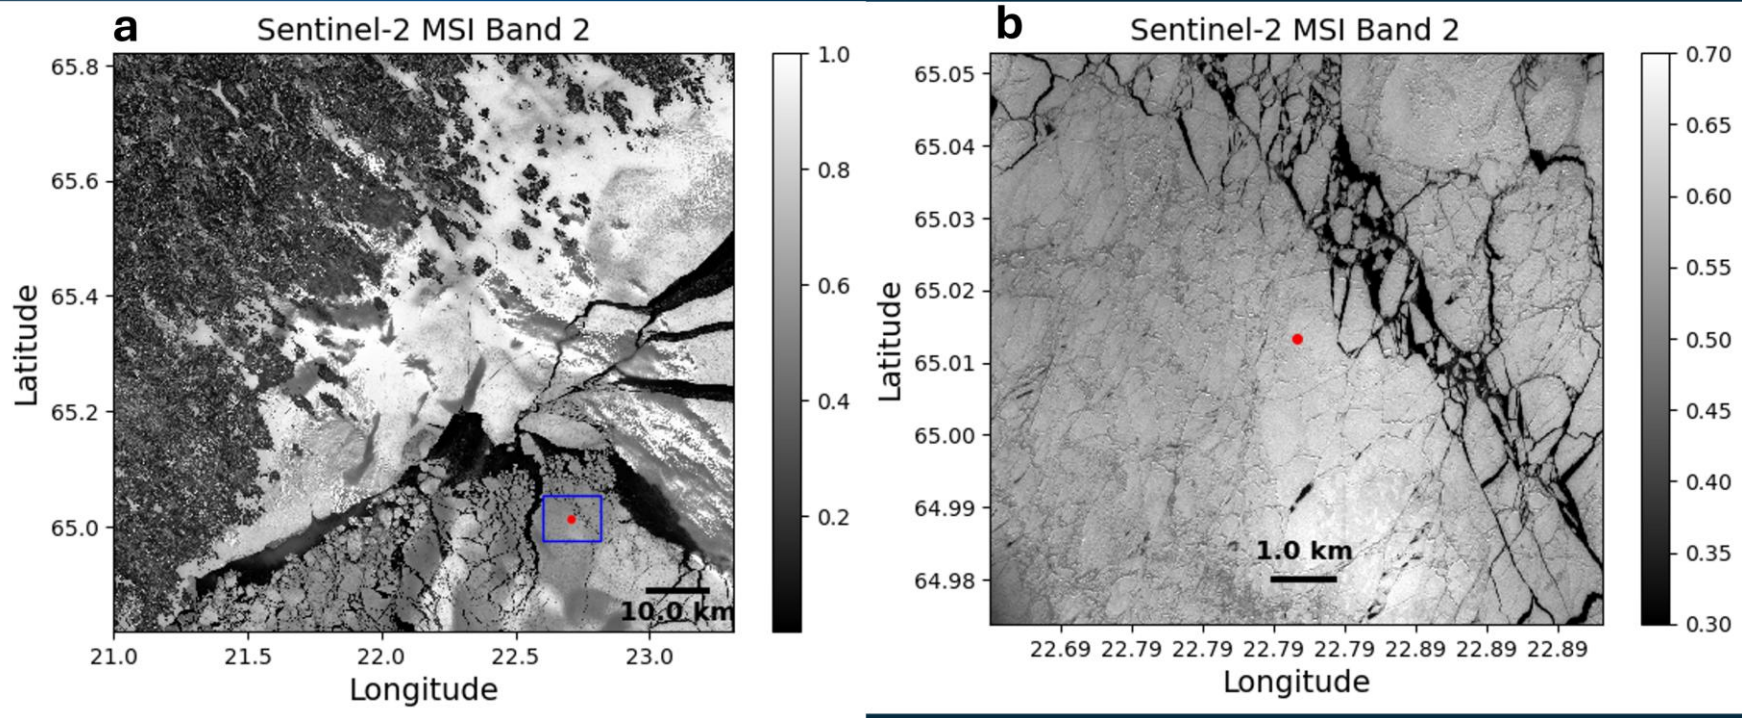 a
Sentinel-2 MSI Band 2
65.8
65.6
65.4
65.2
65.0
Latitude
21.0 21.5 22.0 22.5 23.0
Longitude
10.0 km
1.0
0.8
0.6
0.4
0.2
b
Sentinel-2 MSI Band 2
65.05
65.04
65.03
65.02
65.01
65.00
64.99
64.98
Latitude
22.69 22.79 22.79 22.79 22.79 22.89 22.89 22.89
Longitude
1.0 km
0.70
0.65
0.60
0.55
0.50
0.45
0.40
0.35
0.30